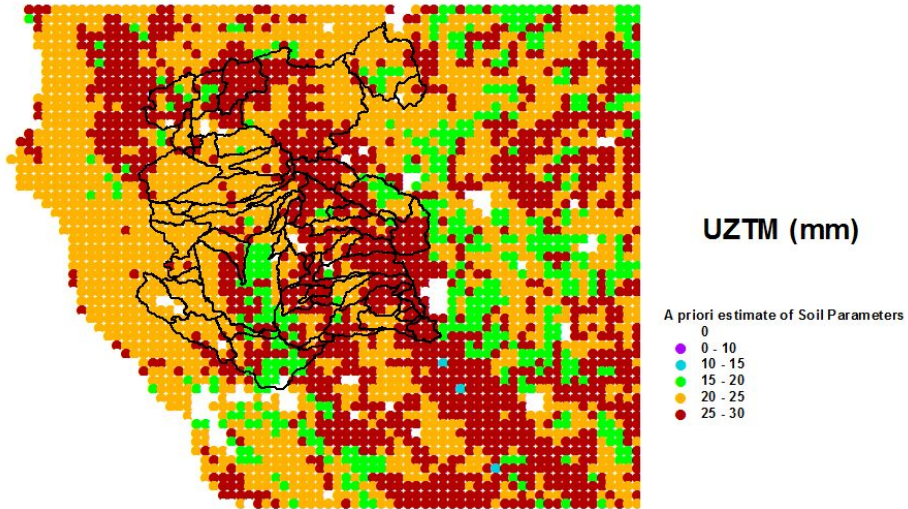 UZTM (mm)
A priori estimate of Soil Parameters
0
0 - 10
10 - 15
15 - 20
20 - 25
25 - 30